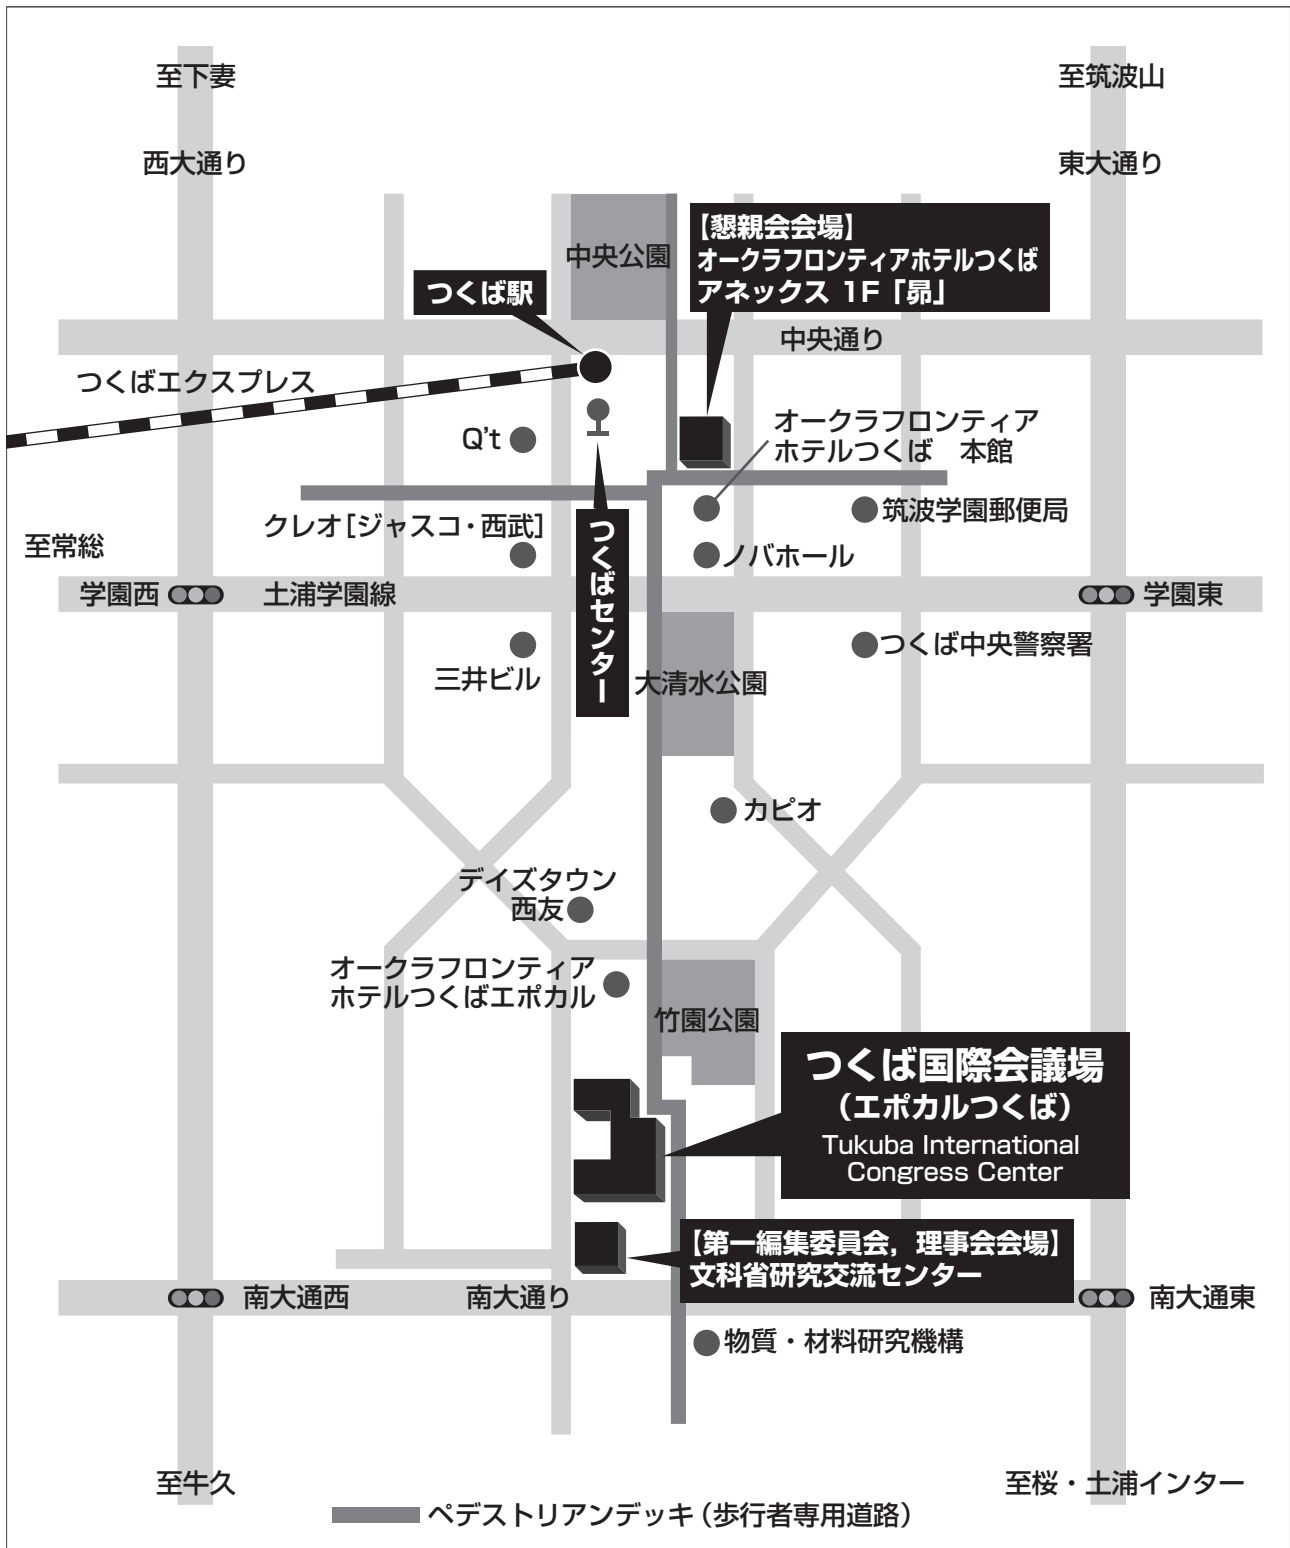 至下妻
至筑波山
西大通り
東大通り
【懇親会会場】
オークラフロンティアホテルつくば
アネックス 1F「昴」
中央公園
つくば駅
中央通り
つくばエクスプレス
オークラフロンティア
ホテルつくば 本館
Q't
筑波学園郵便局
クレオ[ジャスコ・西武]
至常総
ノバホール
つくばセンター
学園西
土浦学園線
学園東
つくば中央警察署
三井ビル
大清水公園
カピオ
デイズタウン
西友
オークラフロンティア
ホテルつくばエポカル
竹園公園
つくば国際会議場
(エポカルつくば)
Tukuba International
Congress Center
【第一編集委員会，理事会会場】
文科省研究交流センター
南大通西
南大通り
南大通東
物質・材料研究機構
至牛久
至桜・土浦インター
ペデストリアンデッキ(歩行者専用道路)